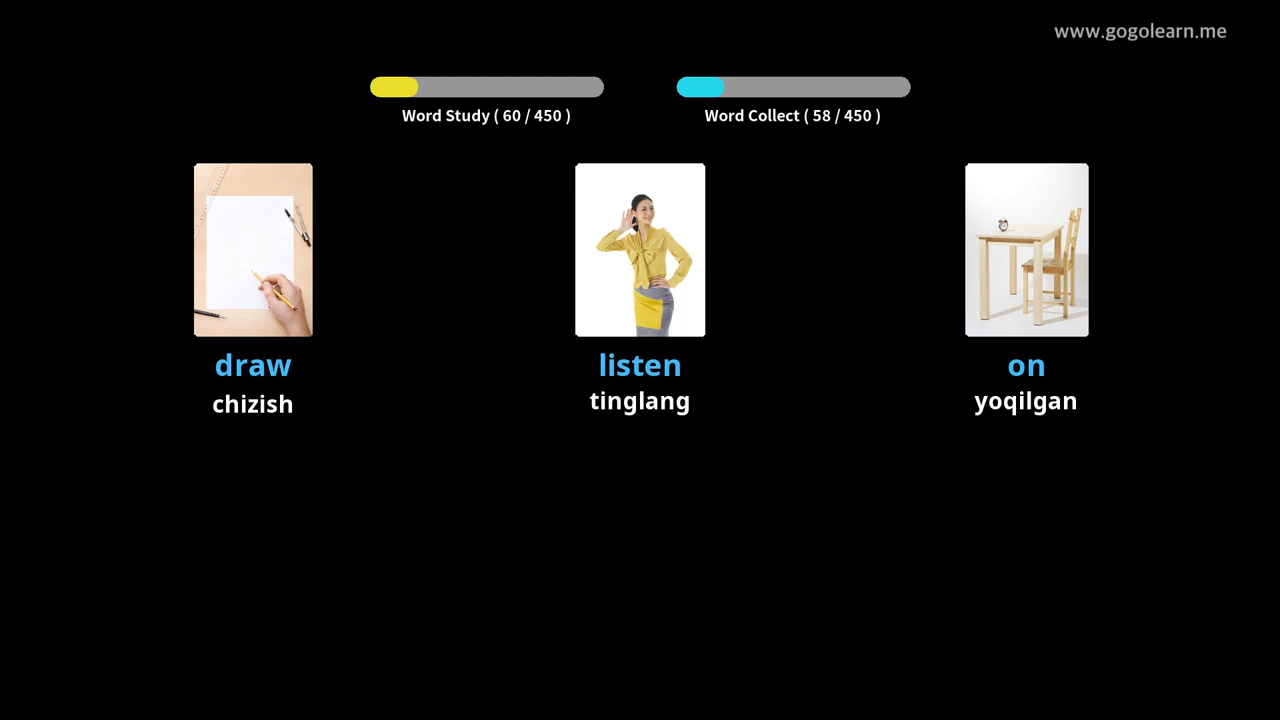 www.gogolearn.me
Word Study ( 60 / 450 )
Word Collect ( 58 / 450 )
draw
chizish
listen
tinglang
on
yoqilgan